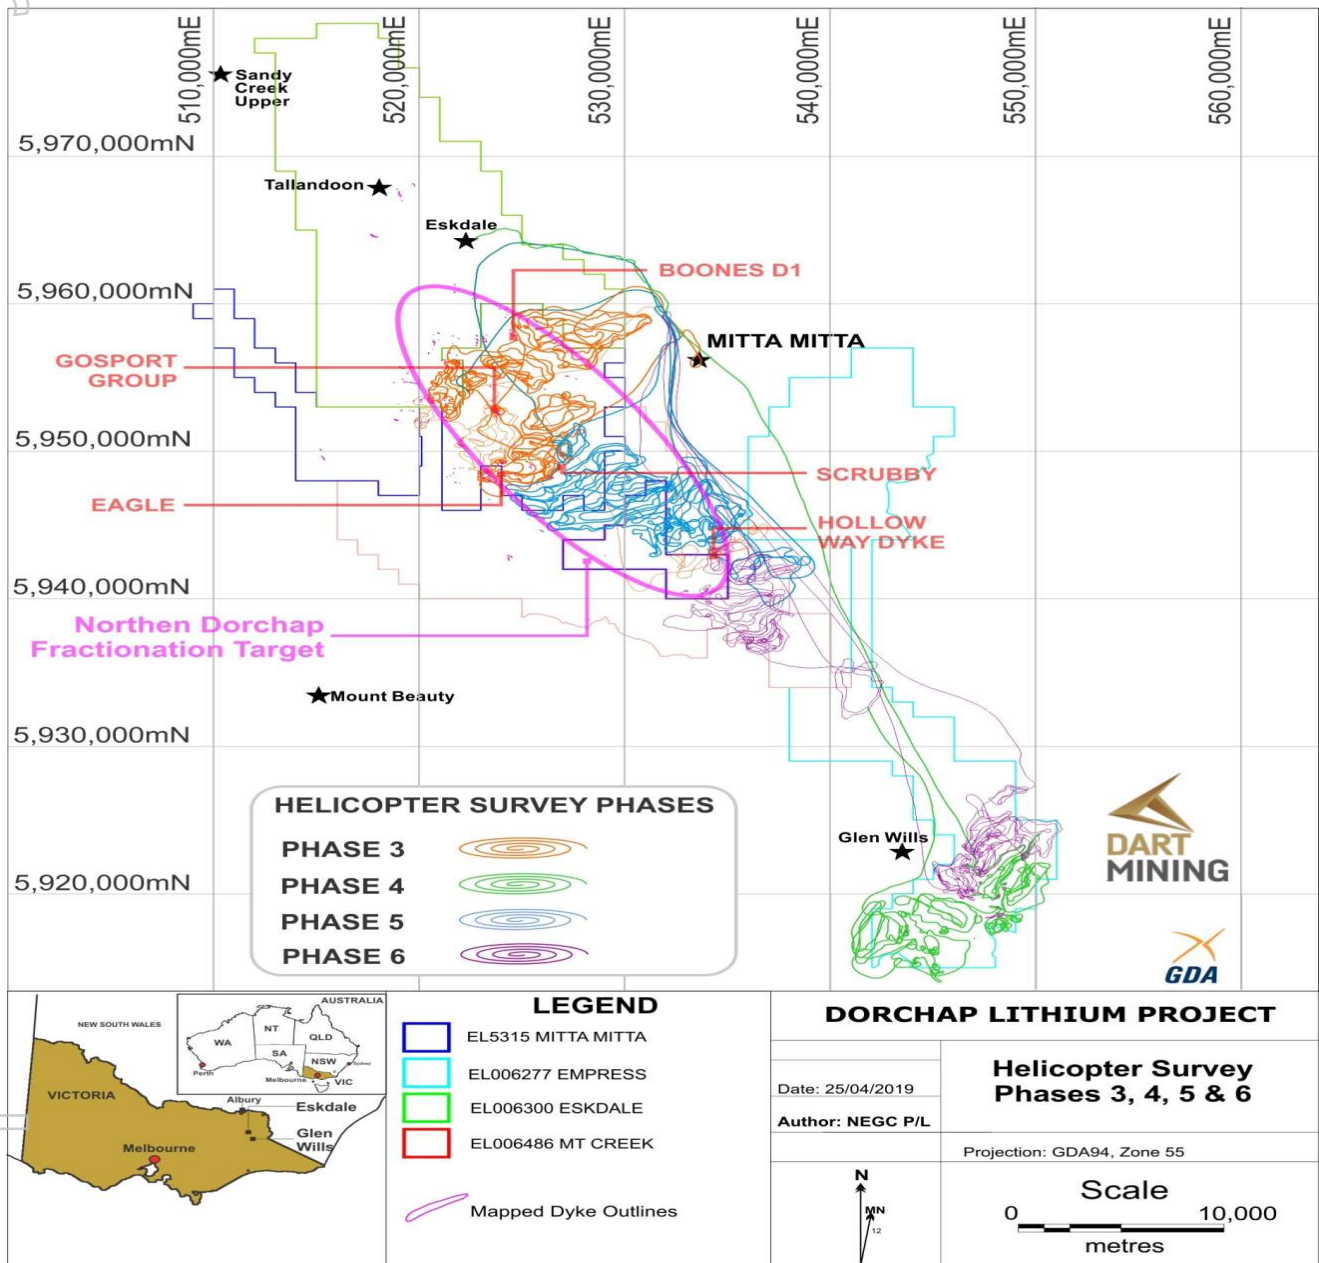 510,000mE
520,000mE
530,000mE
540,000mE
550,000mE
560,000mE
5,970,000mN
5,960,000mN
5,950,000mN
5,940,000mN
5,930,000mN
5,920,000mN
Sandy
Creek
Upper
Tallandoon
Eskdale
BOONES D1
MITTA MITTA
GOSPORT
GROUP
SCRUBBY
EAGLE
HOLLOW
WAY DYKE
Northen Dorchap
Fractionation Target
Mount Beauty
Glen Wills
HELICOPTER SURVEY PHASES
PHASE 3
PHASE 4
PHASE 5
PHASE 6
DART
MINING
GDA
NEW SOUTH WALES
VICTORIA
Melbourne
Albury
Eskdale
Glen
Wills
AUSTRALIA
WA
NT
QLD
SA
NSW
VIC
Perth
Sydney
Melbourne
LEGEND
EL5315 MITTA MITTA
EL006277 EMPRESS
EL006300 ESKDALE
EL006486 MT CREEK
Mapped Dyke Outlines
DORCHAP LITHIUM PROJECT
Date: 25/04/2019
Author: NEGC P/L
Helicopter Survey
Phases 3, 4, 5 & 6
Projection: GDA94, Zone 55
N
MN
12
Scale
0 10,000
metres